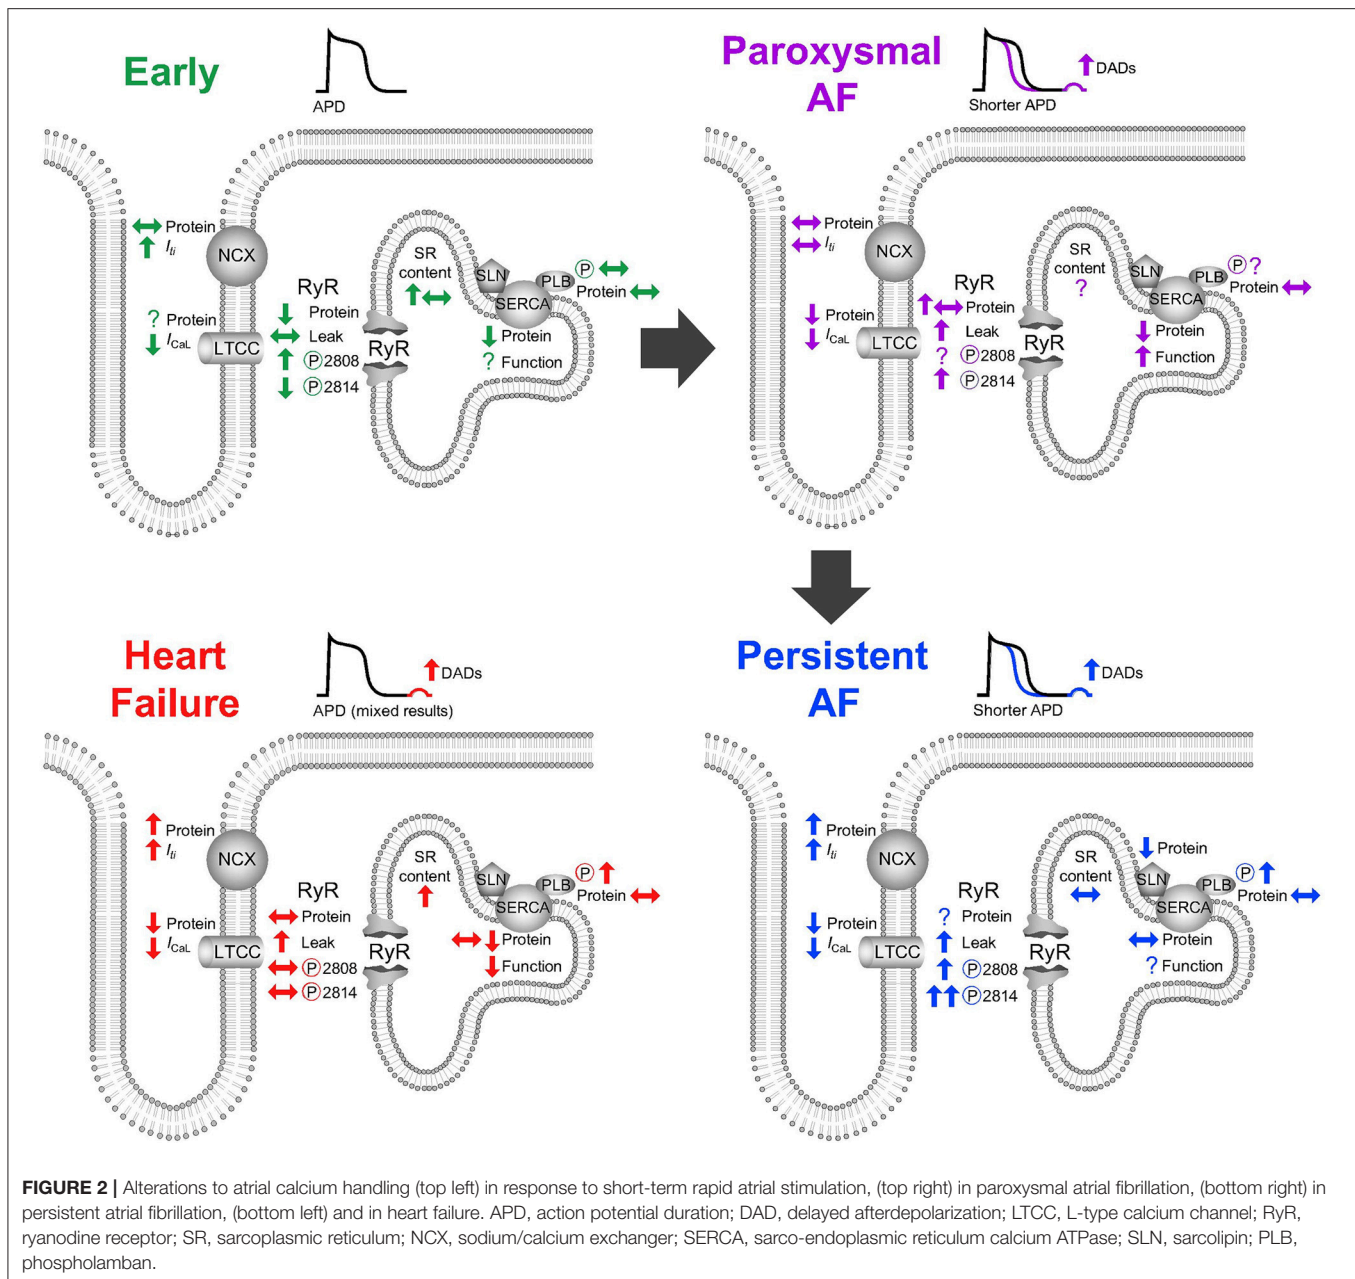 Early
APD
Protein
Iti
NCX
? Protein
ICaL
LTCC
RyR
Protein
Leak
P 2808
P 2814
RyR
SR
content
SLN
SERCA
PLB
P
Protein
Protein
? Function
Paroxysmal
AF
DADs
Shorter APD
Protein
Iti
NCX
Protein
ICaL
LTCC
RyR
Protein
Leak
? P 2808
P 2814
RyR
SR
content
?
SLN
SERCA
PLB
P ?
Protein
Protein
Function
Heart
Failure
DADs
APD (mixed results)
Protein
Iti
NCX
Protein
ICaL
LTCC
RyR
Protein
Leak
P 2808
P 2814
RyR
SR
content
SLN
SERCA
PLB
P
Protein
Protein
Function
Persistent
AF
DADs
Shorter APD
Protein
Iti
NCX
Protein
ICaL
LTCC
RyR
? Protein
Leak
P 2808
P 2814
RyR
SR
content
Protein
SLN
SERCA
PLB
P
Protein
Protein
? Function
FIGURE 2 | Alterations to atrial calcium handling (top left) in response to short-term rapid atrial stimulation, (top right) in paroxysmal atrial fibrillation, (bottom right) in
persistent atrial fibrillation, (bottom left) and in heart failure. APD, action potential duration; DAD, delayed afterdepolarization; LTCC, L-type calcium channel; RyR,
ryanodine receptor; SR, sarcoplasmic reticulum; NCX, sodium/calcium exchanger; SERCA, sarco-endoplasmic reticulum calcium ATPase; SLN, sarcolipin; PLB,
phospholamban.